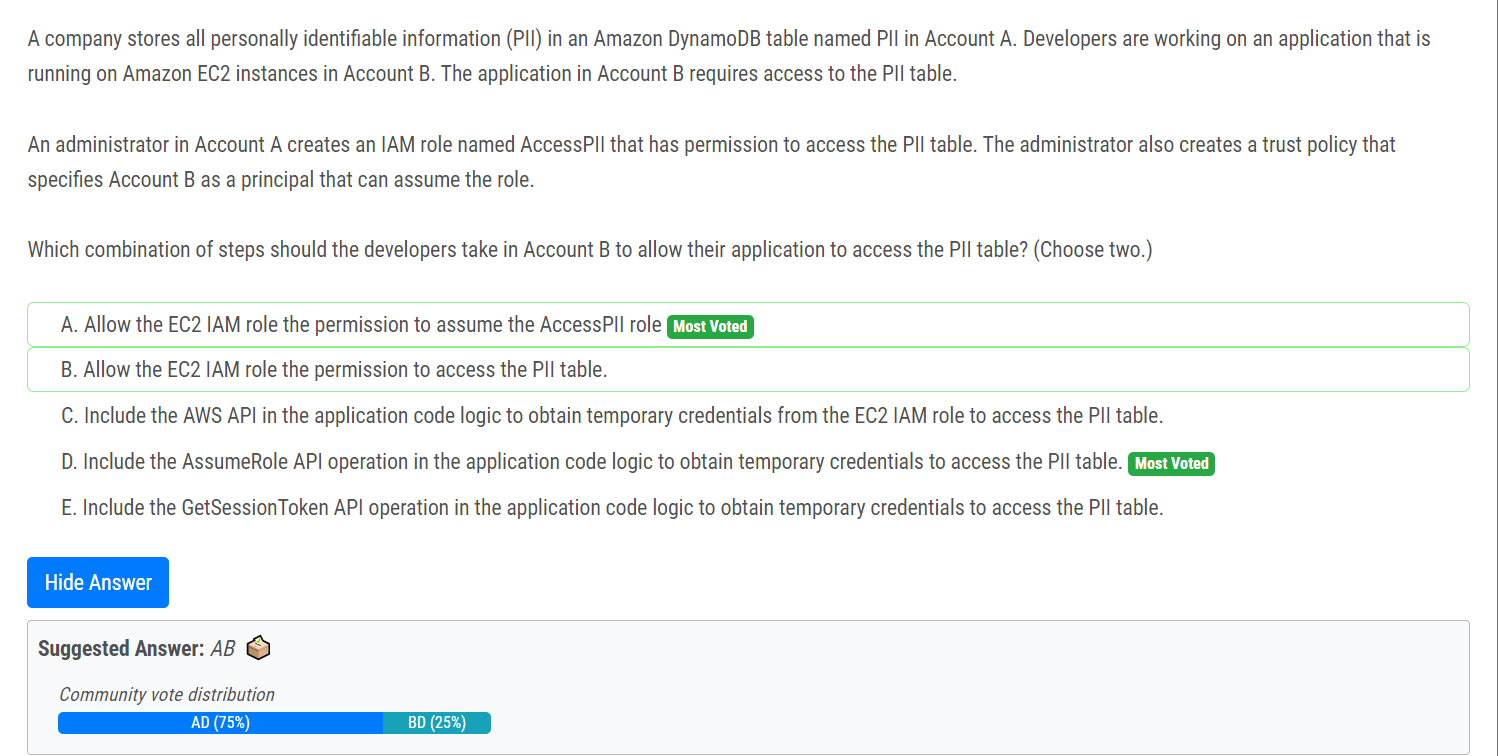 A company stores all personally identifiable information (PII) in an Amazon DynamoDB table named PII in Account A. Developers are working on an application that is
running on Amazon EC2 instances in Account B. The application in Account B requires access to the PII table.
An administrator in Account A creates an IAM role named AccessPII that has permission to access the PII table. The administrator also creates a trust policy that
specifies Account B as a principal that can assume the role.
Which combination of steps should the developers take in Account B to allow their application to access the PII table? (Choose two.)
A. Allow the EC2 IAM role the permission to assume the AccessPII role Most Voted
B. Allow the EC2 IAM role the permission to access the PII table.
C. Include the AWS API in the application code logic to obtain temporary credentials from the EC2 IAM role to access the PII table.
D. Include the AssumeRole API operation in the application code logic to obtain temporary credentials to access the PII table. Most Voted
E. Include the GetSessionToken API operation in the application code logic to obtain temporary credentials to access the PII table.
Hide Answer
Suggested Answer: AB
Community vote distribution
AD (75%) BD (25%)